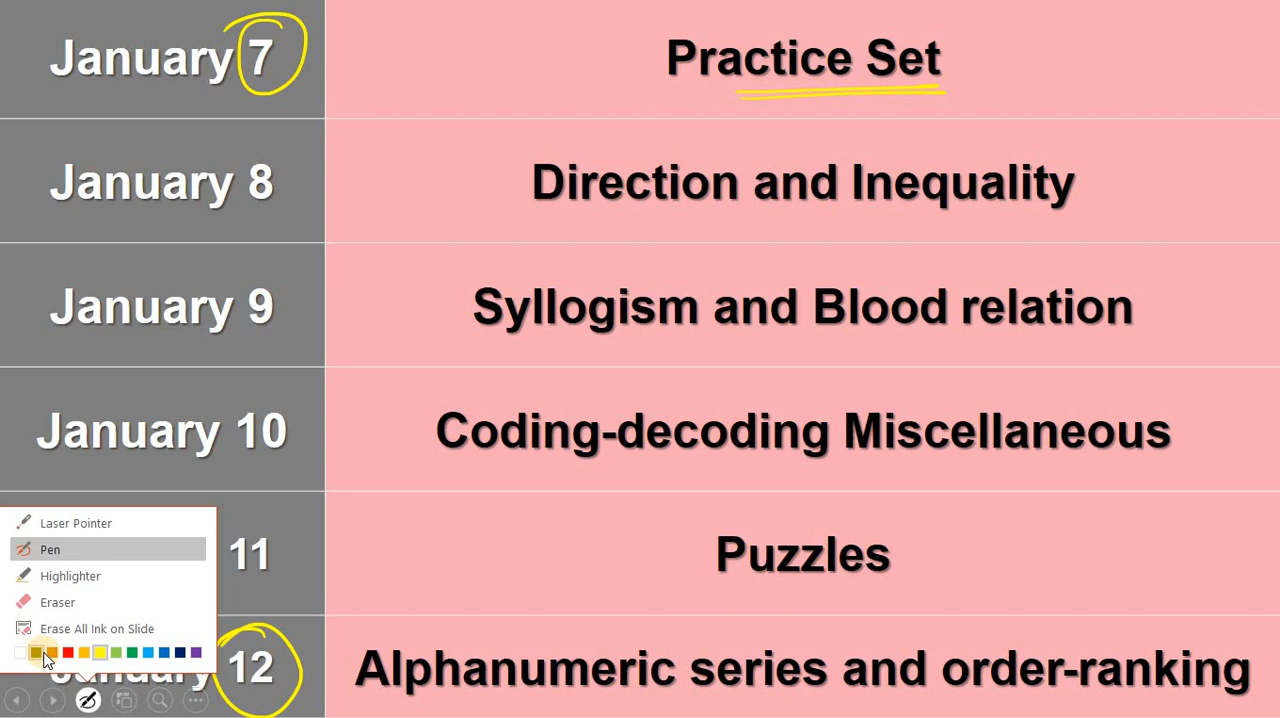 January 7 Practice Set
January 8 Direction and Inequality
January 9 Syllogism and Blood relation
January 10 Coding-decoding Miscellaneous
11 Puzzles
Laser Pointer
Pen
Highlighter
Eraser
Erase All Ink on Slide
January 12 Alphanumeric series and order-ranking